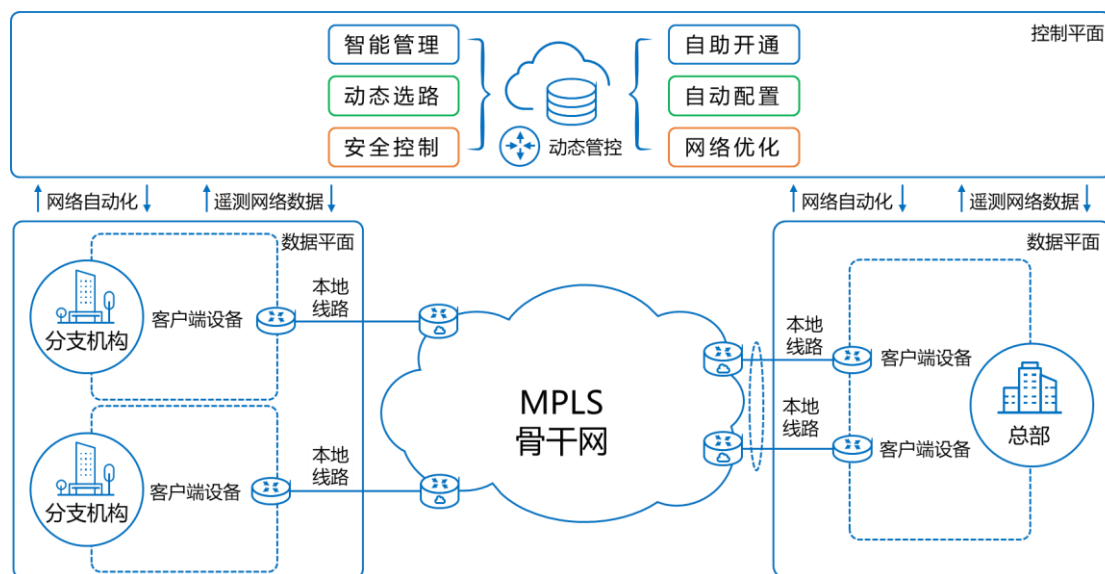 控制平面
智能管理
自助开通
动态选路
自动配置
安全控制
动态管控
网络优化
网络自动化
遥测网络数据
网络自动化
遥测网络数据
数据平面
数据平面
分支机构
客户端设备
本地
线路
分支机构
客户端设备
本地
线路
MPLS
骨干网
本地
线路
客户端设备
本地
线路
客户端设备
总部